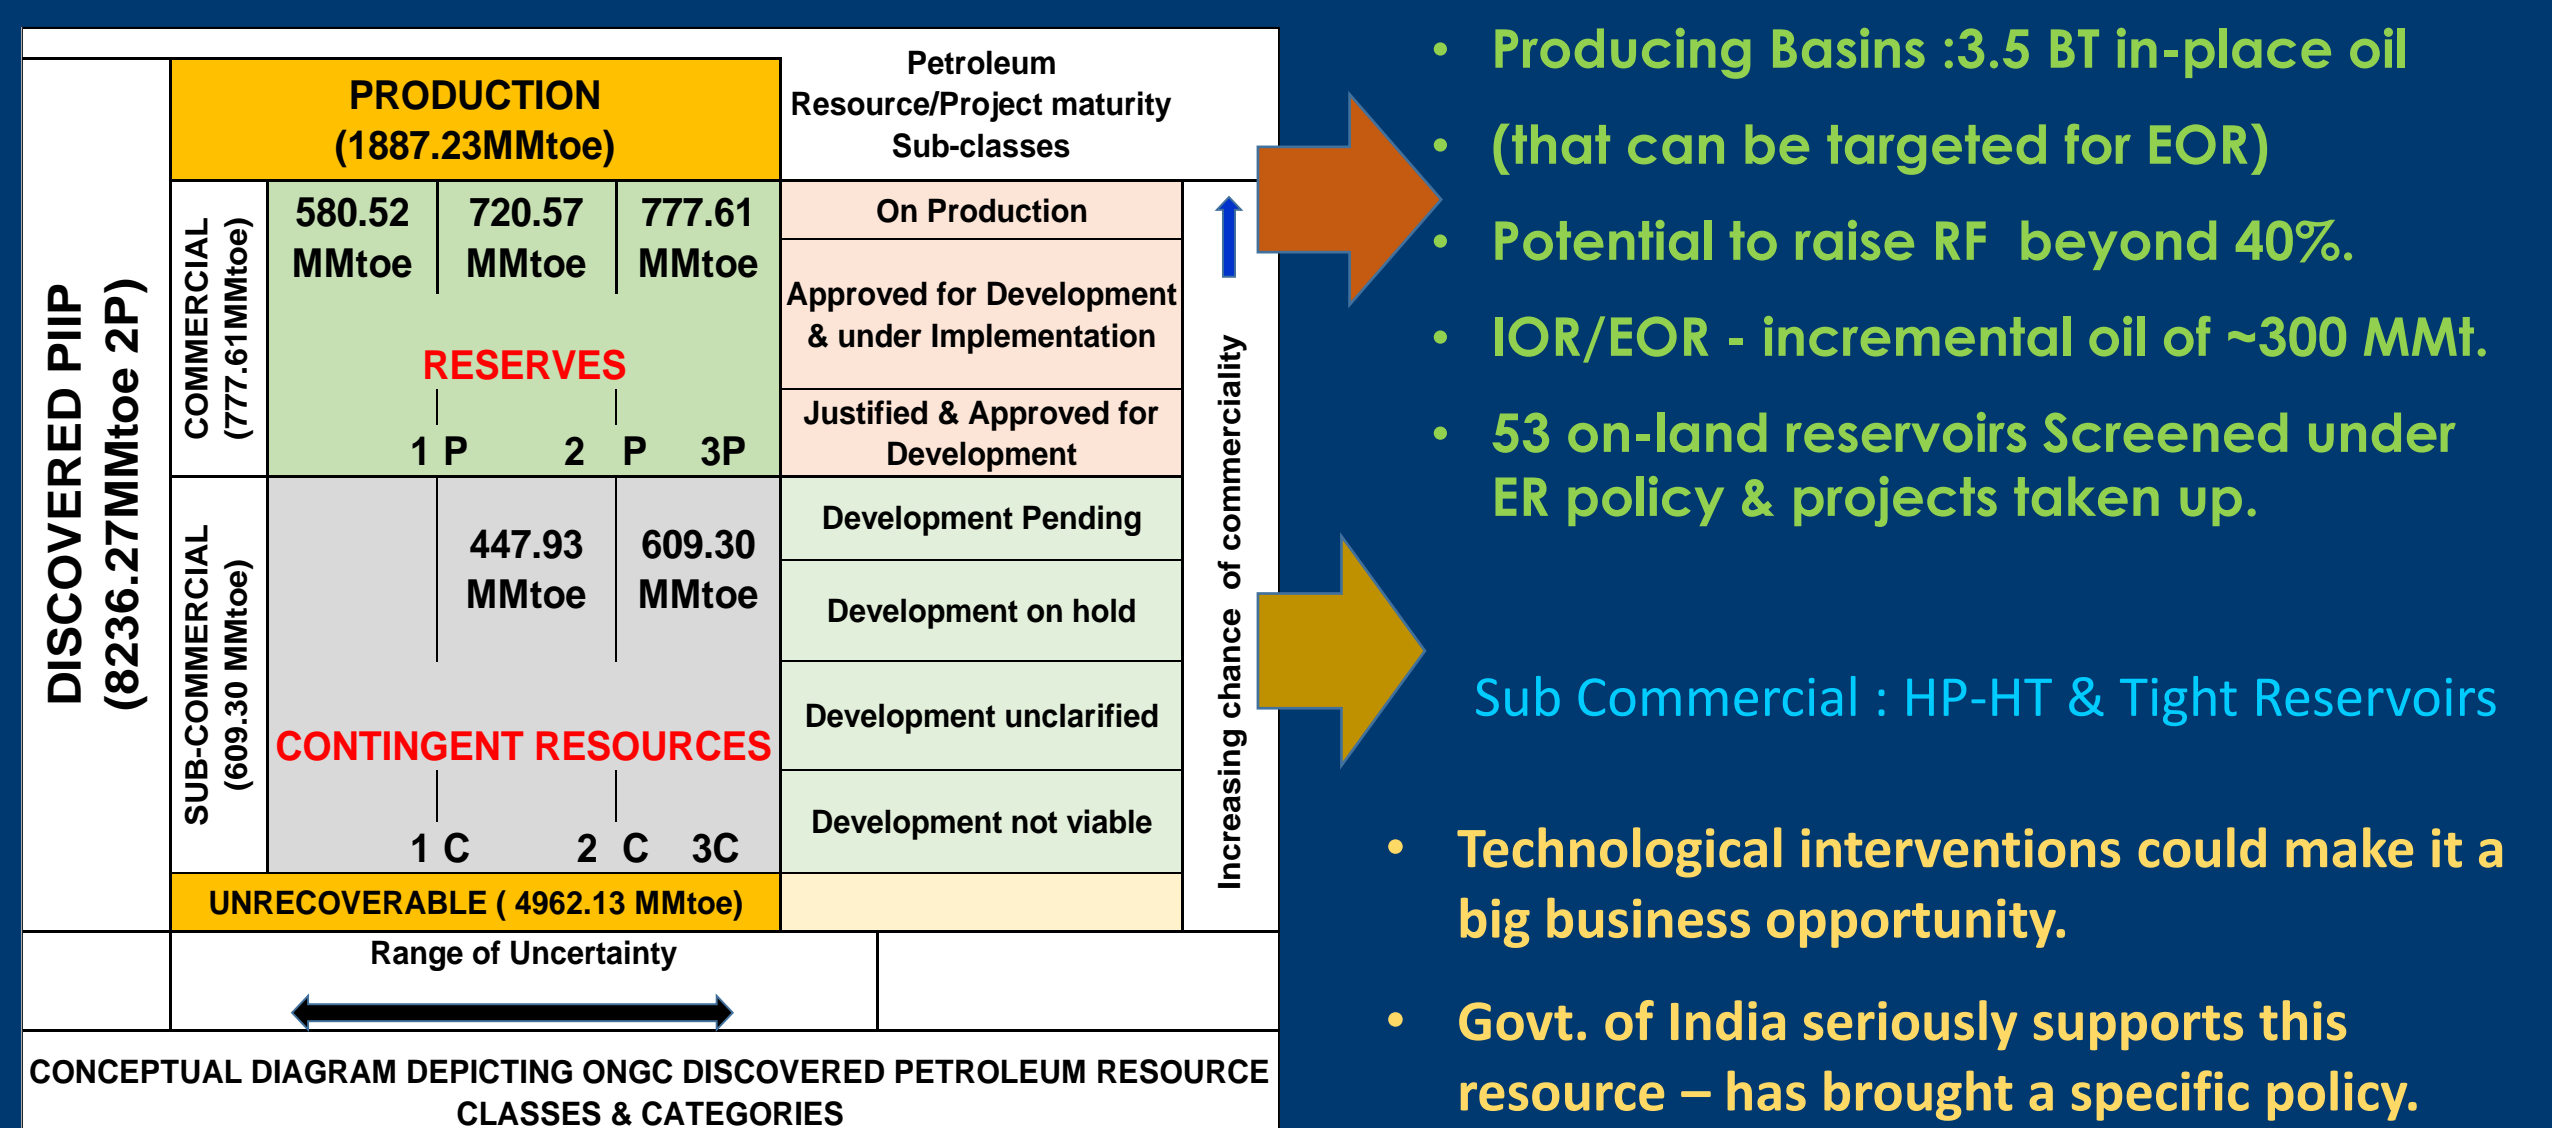 DISCOVERED PIIP
(8236.27MMtoe 2P)
PRODUCTION
(1887.23MMtoe)
Petroleum
Resource/Project maturity
Sub-classes
COMMERCIAL
(777.61MMtoe)
580.52
MMtoe
720.57
MMtoe
777.61
MMtoe
RESERVES
1 P 2 P 3P
On Production
Approved for Development
& under Implementation
Justified & Approved for
Development
SUB-COMMERCIAL
(609.30 MMtoe)
447.93
MMtoe
609.30
MMtoe
CONTINGENT RESOURCES
1 C 2 C 3C
Development Pending
Development on hold
Development unclarified
Development not viable
Increasing chance of commerciality
UNRECOVERABLE ( 4962.13 MMtoe)
Range of Uncertainty
CONCEPTUAL DIAGRAM DEPICTING ONGC DISCOVERED PETROLEUM RESOURCE
CLASSES & CATEGORIES
• Producing Basins :3.5 BT in-place oil
• (that can be targeted for EOR)
• Potential to raise RF beyond 40%.
• IOR/EOR - incremental oil of ~300 MMt.
• 53 on-land reservoirs Screened under
ER policy & projects taken up.
Sub Commercial : HP-HT & Tight Reservoirs
• Technological interventions could make it a
big business opportunity.
• Govt. of India seriously supports this
resource – has brought a specific policy.